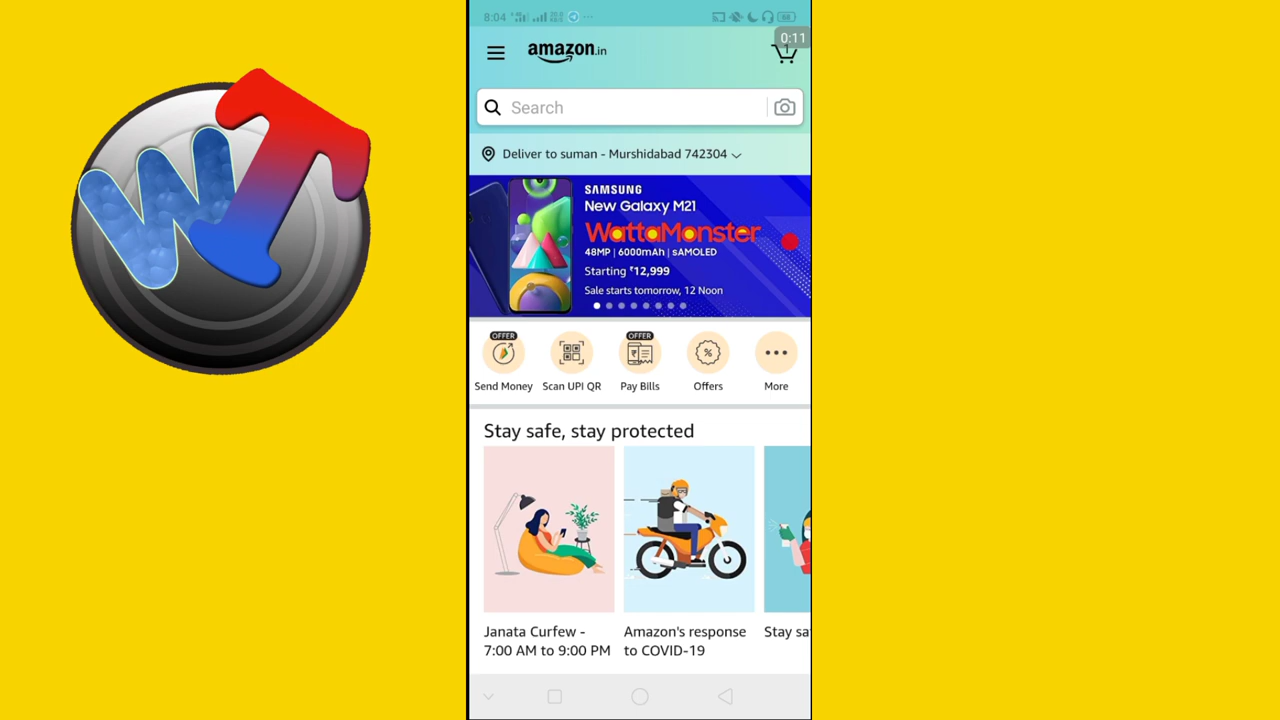 WT
8:04
0:11
amazon.in
1
Search
Deliver to suman - Murshidabad 742304
SAMSUNG
New Galaxy M21
WattaMonster
48MP | 6000mAh | sAMOLED
Starting ₹12,999
Sale starts tomorrow, 12 Noon
OFFER
OFFER
Send Money
Scan UPI QR
Pay Bills
Offers
More
Stay safe, stay protected
Janata Curfew -
7:00 AM to 9:00 PM
Amazon's response
to COVID-19
Stay sa